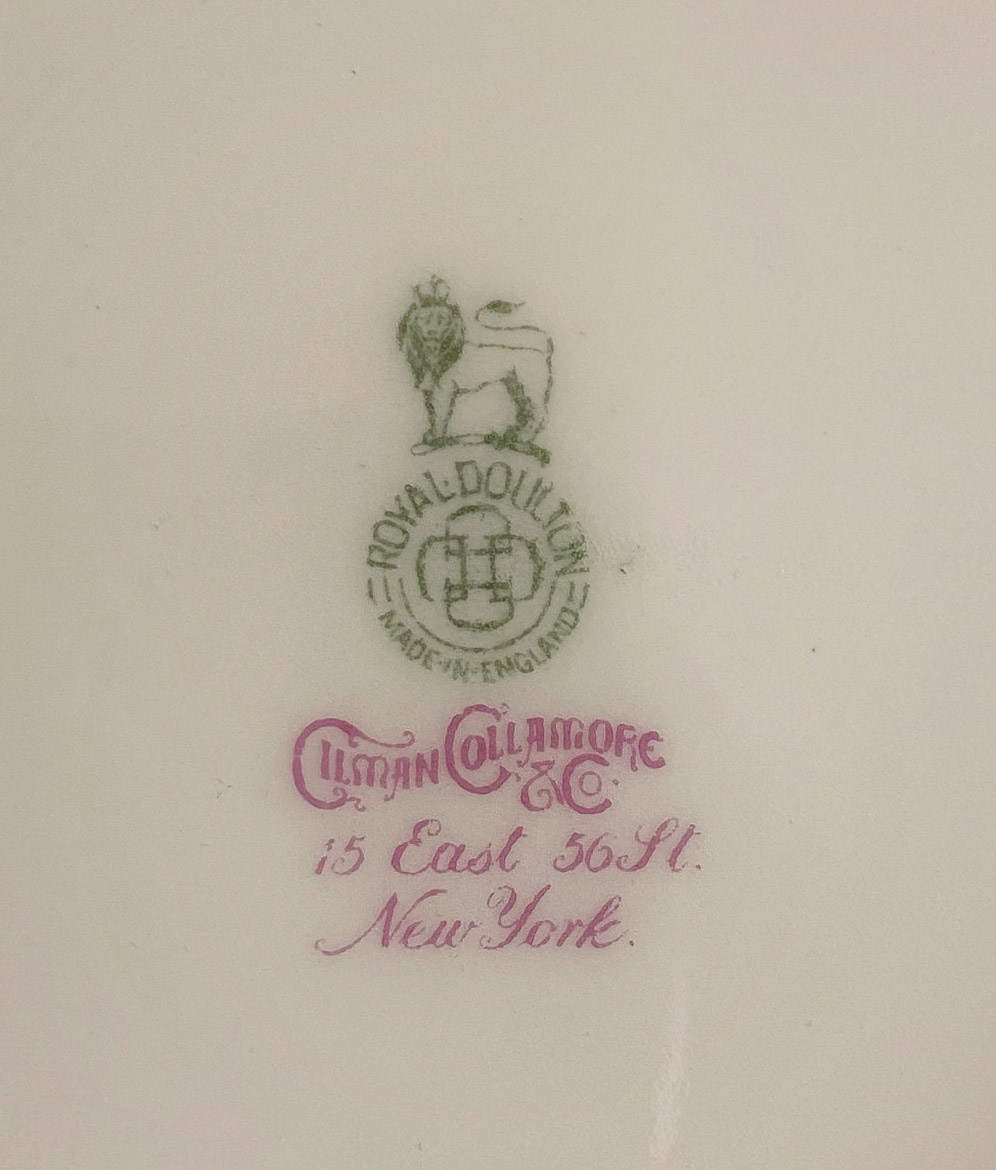 ROYAL·DOULTON
MADE·IN·ENGLAND
GILMAN COLLAMORE
& CO.
15 East 56 St.
New York.